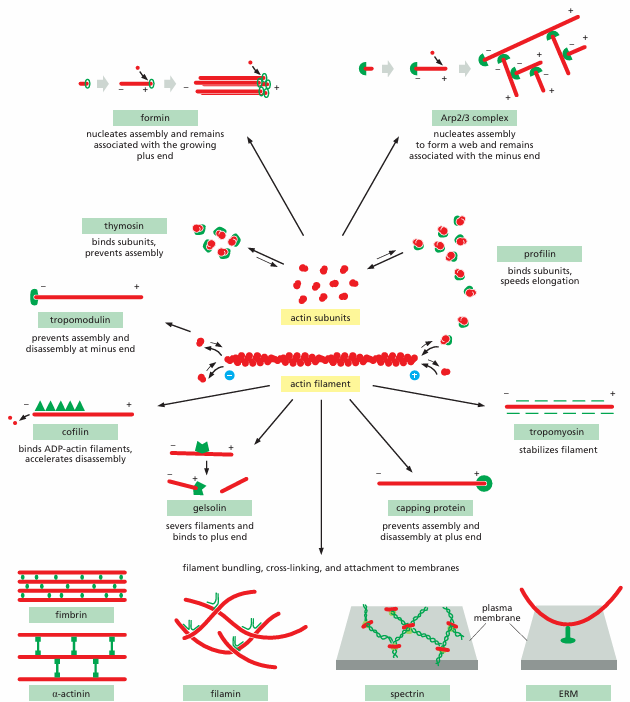 formin
nucleates assembly and remains
associated with the growing
plus end
Arp2/3 complex
nucleates assembly
to form a web and remains
associated with the minus end
thymosin
binds subunits,
prevents assembly
profilin
binds subunits,
speeds elongation
actin subunits
tropomodulin
prevents assembly and
disassembly at minus end
actin filament
cofilin
binds ADP-actin filaments,
accelerates disassembly
tropomyosin
stabilizes filament
gelsolin
severs filaments and
binds to plus end
capping protein
prevents assembly and
disassembly at plus end
filament bundling, cross-linking, and attachment to membranes
fimbrin
α-actinin
filamin
spectrin
plasma
membrane
ERM